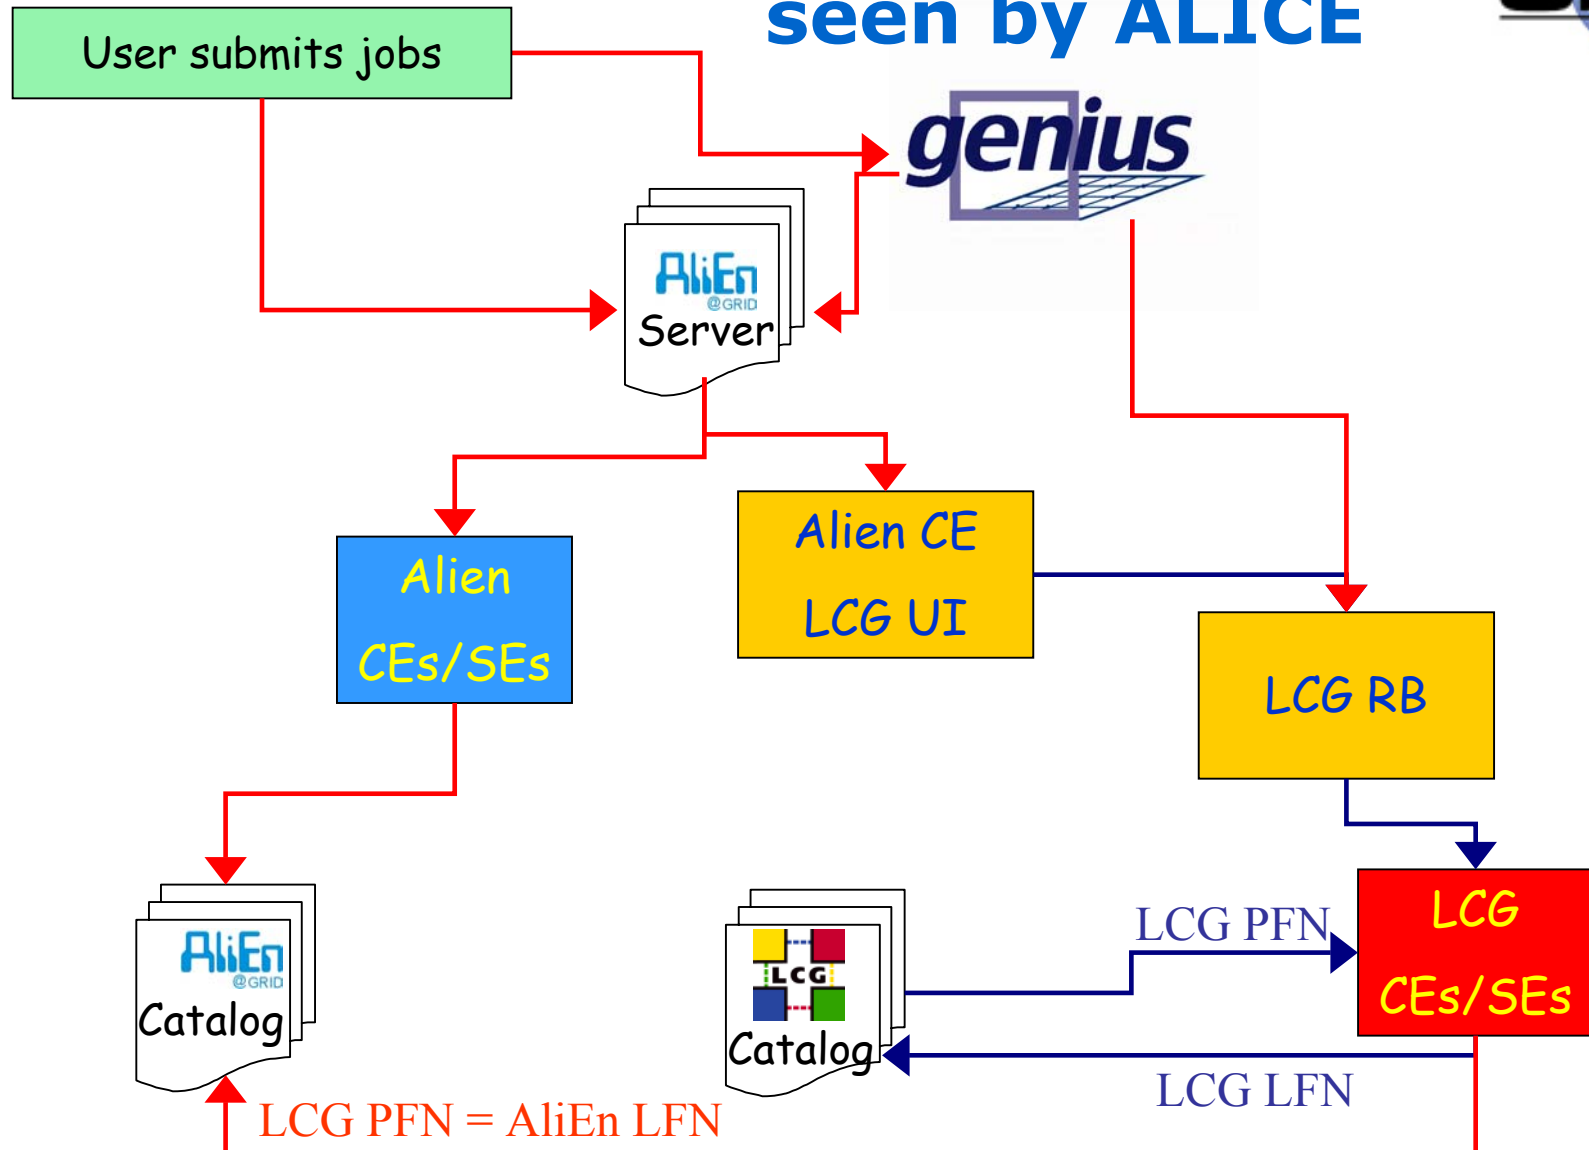 seen by ALICE
User submits jobs
genius
AliEn
@GRID
Server
Alien CE
LCG UI
Alien
CEs/SEs
LCG RB
LCG PFN
LCG
CEs/SEs
AliEn
@GRID
Catalog
LCG
Catalog
LCG LFN
LCG PFN = AliEn LFN